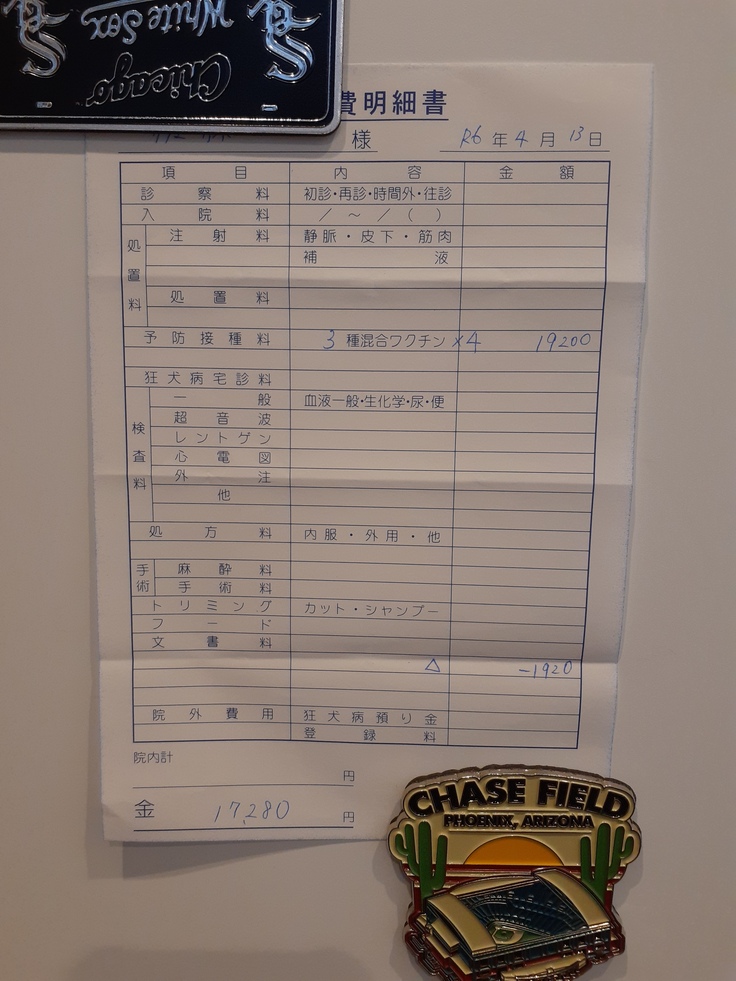 White Sox
Chicago
費明細書
様 R6 年 4 月 13 日
項目 内容 金額
診察料 初診・再診・時間外・往診
入院料 / ~ / ( )
処置料 注射料 静脈・皮下・筋肉
補液
処置料
予防接種料 3 種混合ワクチン ×4 19200
狂犬病宅診料
検査料 一般 血液一般・生化学・尿・便
超音波
レントゲン
心電図
外注
他
処方料 内服・外用・他
手術 麻酔料
手術料
トリミング カット・シャンプー
フード
文書料
△ -1920
院外費用 狂犬病預り金
登録料
院内計
円
金 17,280 円
CHASE FIELD
PHOENIX, ARIZONA